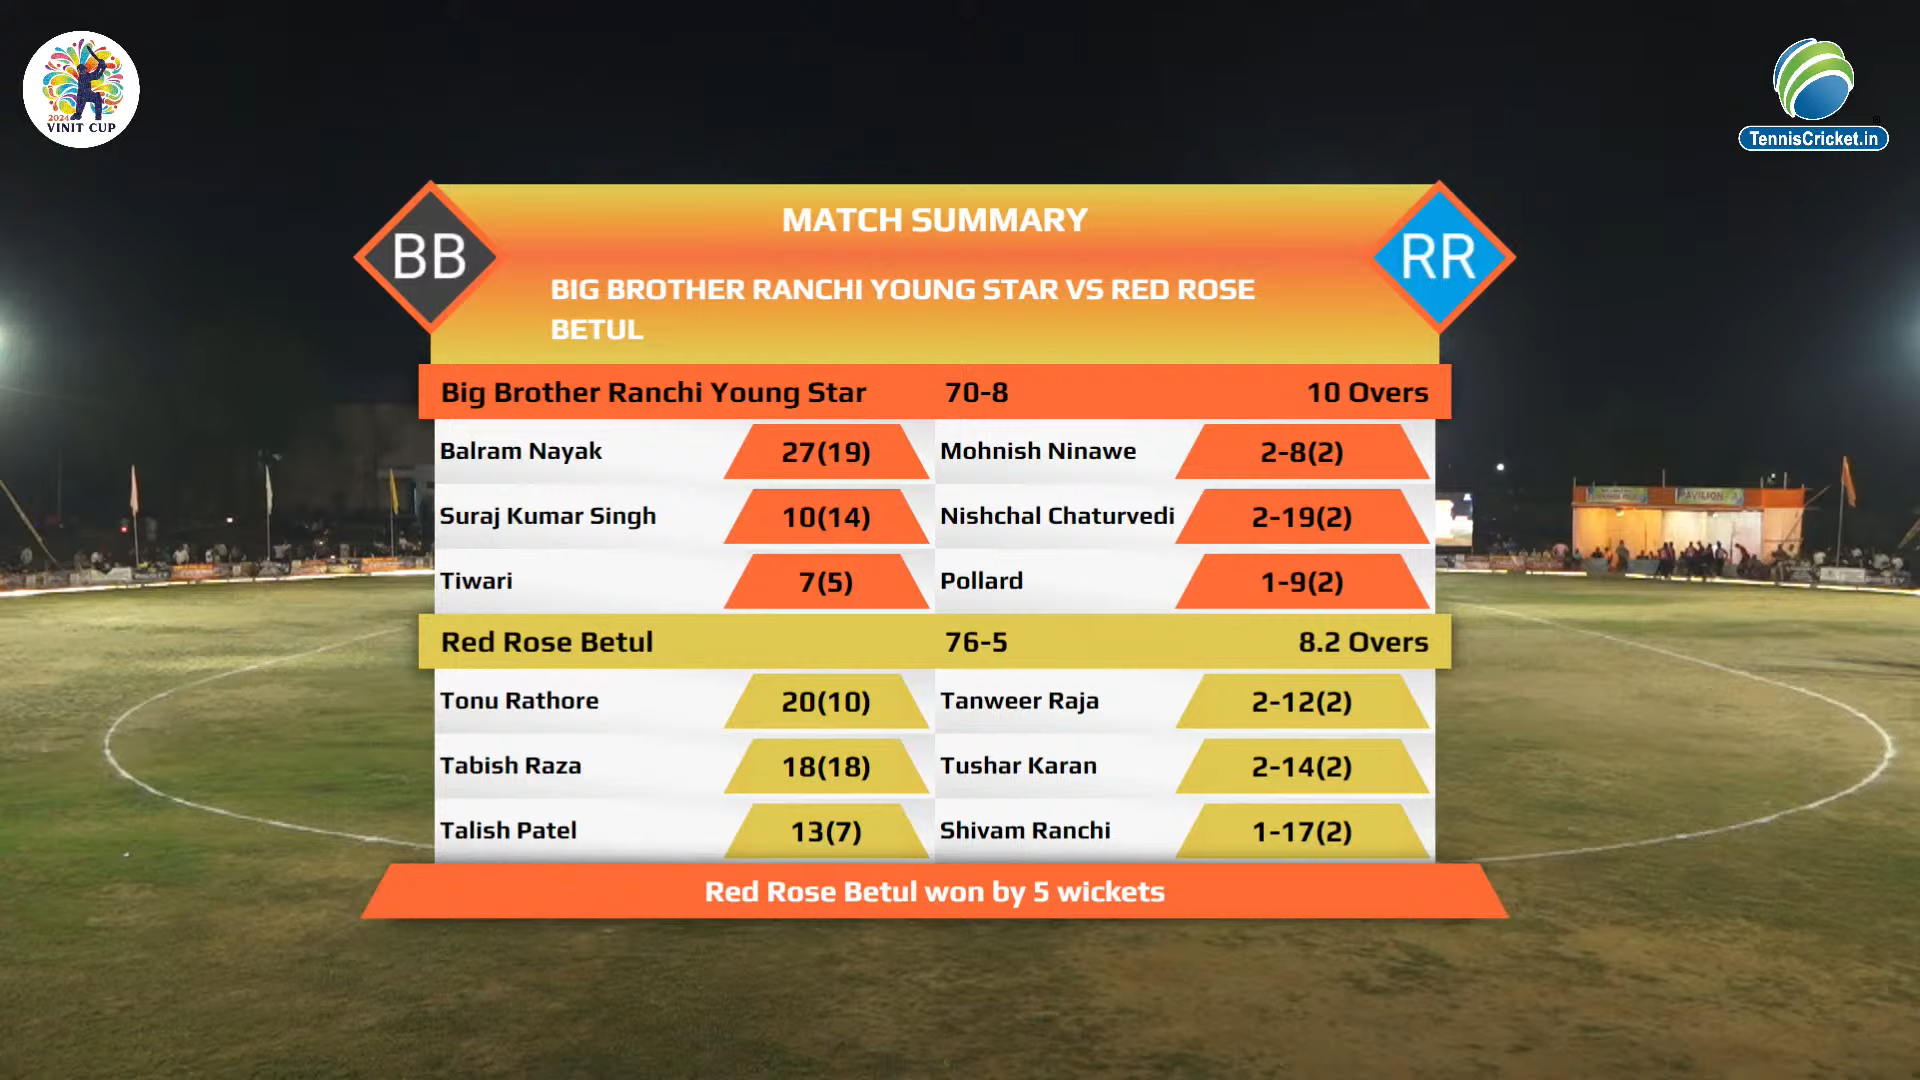 2024
VINIT CUP
TennisCricket.in
MATCH SUMMARY
BB
RR
BIG BROTHER RANCHI YOUNG STAR VS RED ROSE
BETUL
Big Brother Ranchi Young Star 70-8 10 Overs
Balram Nayak 27(19) Mohnish Ninawe 2-8(2)
Suraj Kumar Singh 10(14) Nishchal Chaturvedi 2-19(2)
Tiwari 7(5) Pollard 1-9(2)
PAVILION
Red Rose Betul 76-5 8.2 Overs
Tonu Rathore 20(10) Tanweer Raja 2-12(2)
Tabish Raza 18(18) Tushar Karan 2-14(2)
Talish Patel 13(7) Shivam Ranchi 1-17(2)
Red Rose Betul won by 5 wickets